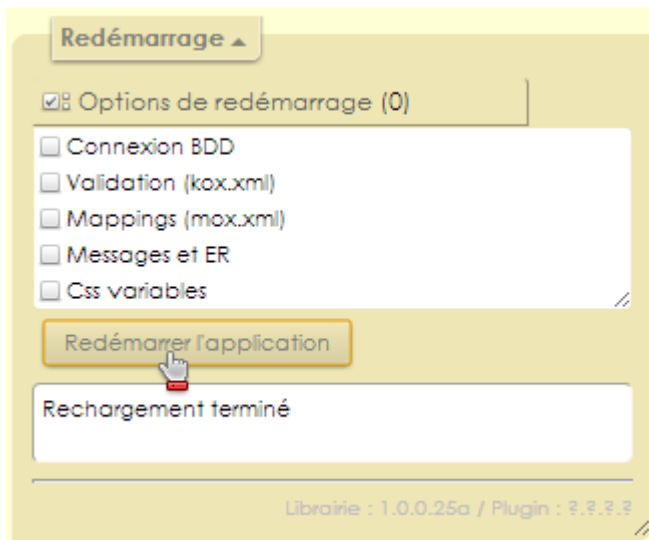 Redémarrage
Options de redémarrage (0)
Connexion BDD
Validation (kox.xml)
Mappings (mox.xml)
Messages et ER
Css variables
Redémarrer l'application
Rechargement terminé
Librairie : 1.0.0.25a / Plugin : ?.?.?.?